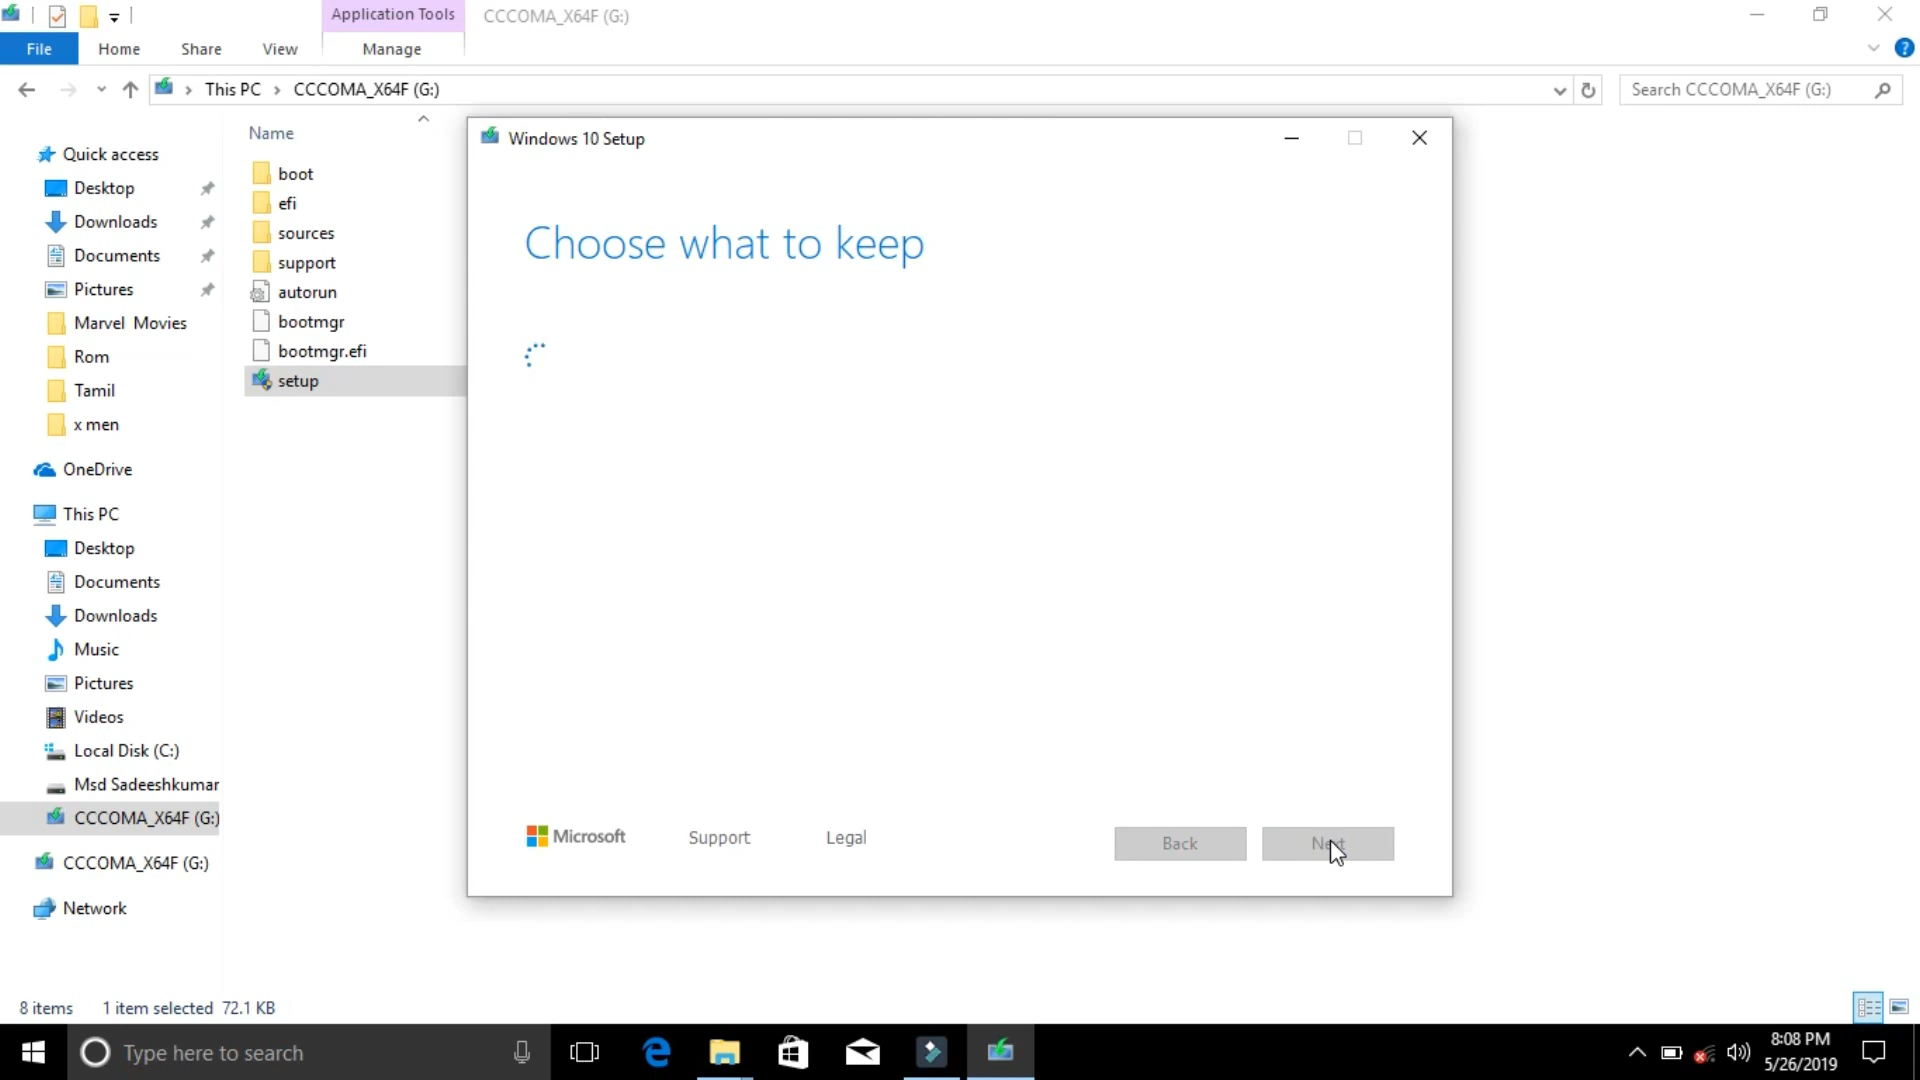 Application Tools
CCCOMA_X64F (G:)
File
Home
Share
View
Manage
?
This PC
CCCOMA_X64F (G:)
Search CCCOMA_X64F (G:)
Quick access
Desktop
Downloads
Documents
Pictures
Marvel Movies
Rom
Tamil
x men
OneDrive
This PC
Desktop
Documents
Downloads
Music
Pictures
Videos
Local Disk (C:)
Msd Sadeeshkumar
CCCOMA_X64F (G:)
CCCOMA_X64F (G:)
Network
Name
boot
efi
sources
support
autorun
bootmgr
bootmgr.efi
setup
Windows 10 Setup
Choose what to keep
Microsoft
Support
Legal
Back
Next
8 items
1 item selected 72.1 KB
Type here to search
8:08 PM
5/26/2019